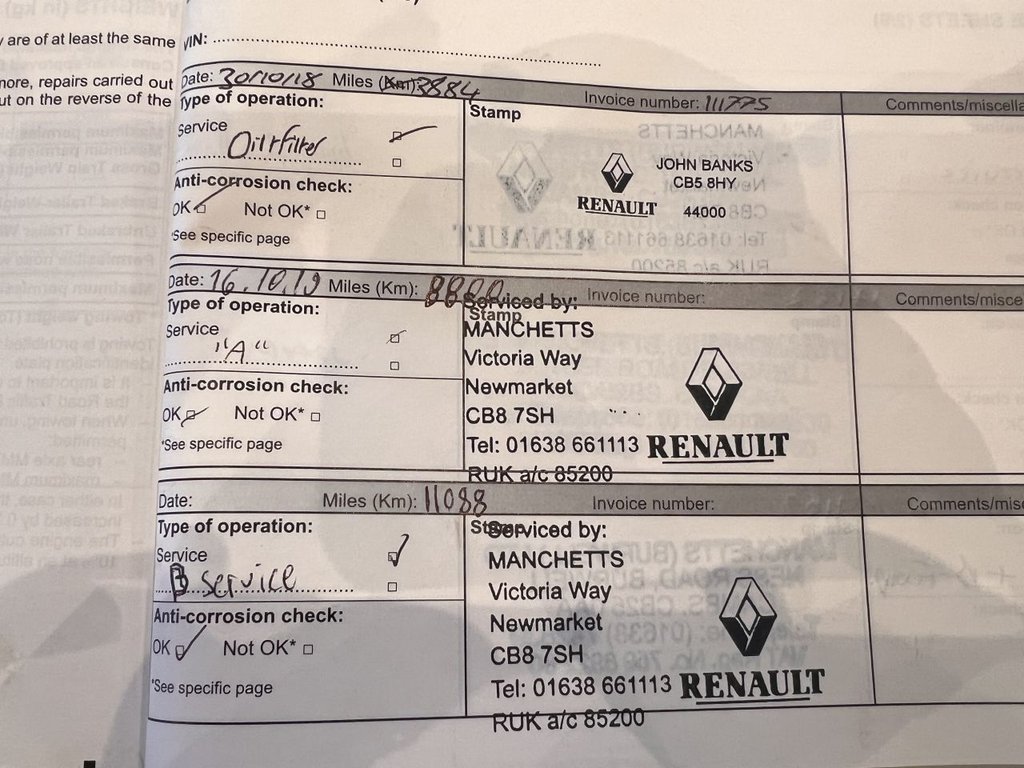 are of at least the same
VIN:
more, repairs carried out
ut on the reverse of the
Date: 30/10/18 Miles (Km): 3884 Invoice number: 111775 Comments/miscella
Type of operation:
Stamp
Service
Oil + filter
Anti-corrosion check:
OK Not OK*
*See specific page
JOHN BANKS
CB5 8HY
RENAULT 44000
Date: 16.10.19 Miles (Km): 8800 Invoice number: Comments/misce
Type of operation:
Stamp
Service
"A"
Anti-corrosion check:
OK Not OK*
*See specific page
Serviced by:
MANCHETTS
Victoria Way
Newmarket
CB8 7SH
Tel: 01638 661113 RENAULT
RUK a/c 85200
Date: Miles (Km): 11088 Invoice number: Comments/misc
Type of operation:
Stamp
Service
B service
Anti-corrosion check:
OK Not OK*
*See specific page
Serviced by:
MANCHETTS
Victoria Way
Newmarket
CB8 7SH
Tel: 01638 661113 RENAULT
RUK a/c 85200